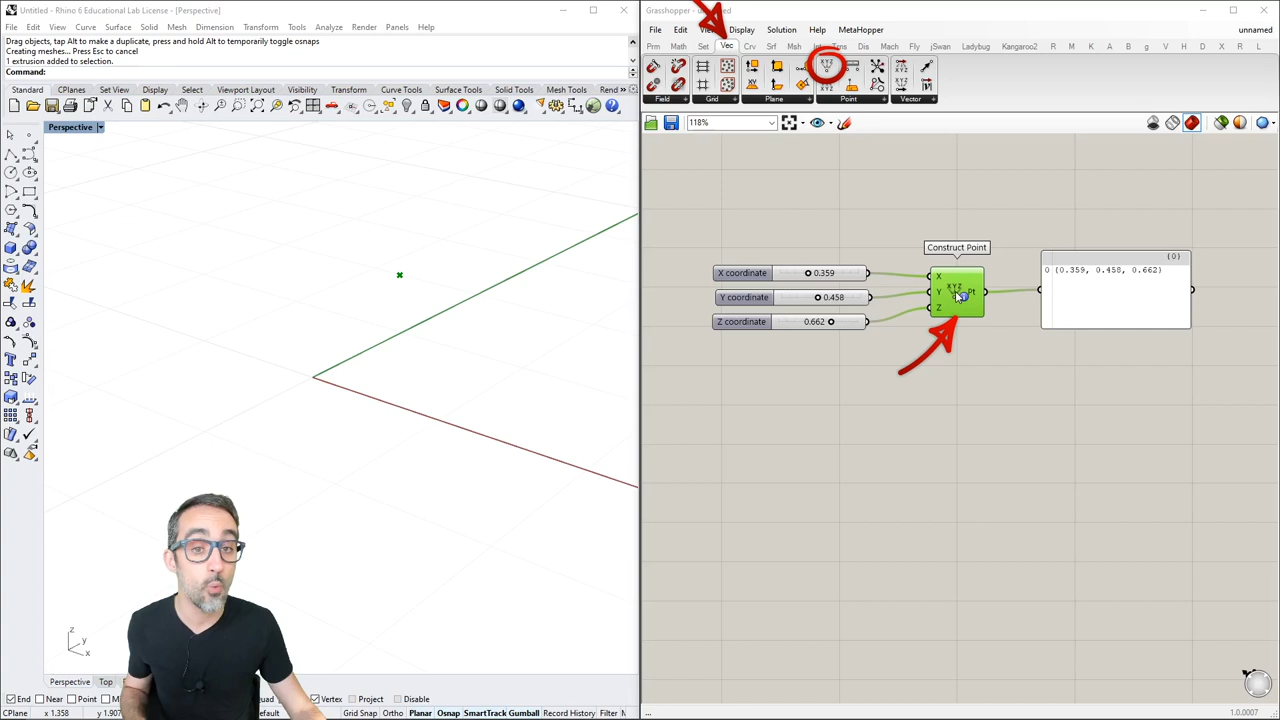 Untitled - Rhino 6 Educational Lab License - [Perspective]
File Edit View Curve Surface Solid Mesh Dimension Transform Tools Analyze Render Panels Help
Drag objects, tap Alt to make a duplicate, press and hold Alt to temporarily toggle osnaps
Creating meshes... Press Esc to cancel
1 extrusion added to selection.
Command:
Standard CPlanes Set View Display Select Viewport Layout Visibility Transform Curve Tools Surface Tools Solid Tools Mesh Tools Rend »
Perspective
z
y
x
Perspective Top
End Near Point Vertex Project Disable
CPlane x 1.358 y 1.907 Grid Snap Ortho Planar Osnap SmartTrack Gumball Record History Filter
Grasshopper
File Edit Display Solution Help MetaHopper unnamed
Prm Math Set Vec Crv Srf Msh Dis Mach Fly jSwan Ladybug Kangaroo2 R M E L A B G H D X R
Field Grid Plane Point Vector
118%
Construct Point
X coordinate 0.359
Y coordinate 0.458
Z coordinate 0.662
X
Y
Z
XYZ
Pt
{0}
0 {0.359, 0.458, 0.662}
...
1.0.0007